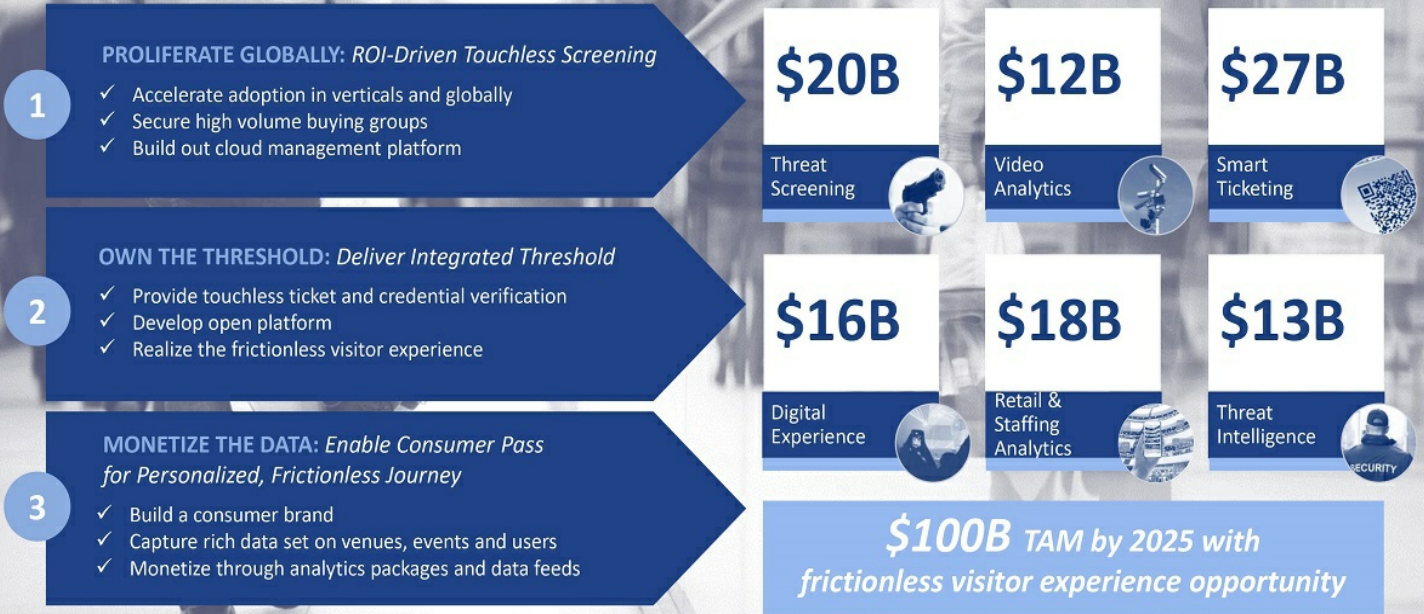 1
PROLIFERATE GLOBALLY: ROI-Driven Touchless Screening
✓ Accelerate adoption in verticals and globally
✓ Secure high volume buying groups
✓ Build out cloud management platform
2
OWN THE THRESHOLD: Deliver Integrated Threshold
✓ Provide touchless ticket and credential verification
✓ Develop open platform
✓ Realize the frictionless visitor experience
3
MONETIZE THE DATA: Enable Consumer Pass
for Personalized, Frictionless Journey
✓ Build a consumer brand
✓ Capture rich data set on venues, events and users
✓ Monetize through analytics packages and data feeds
$20B
Threat
Screening
$12B
Video
Analytics
$27B
Smart
Ticketing
$16B
Digital
Experience
$18B
Retail &
Staffing
Analytics
$13B
Threat
Intelligence
SECURITY
$100B TAM by 2025 with
frictionless visitor experience opportunity